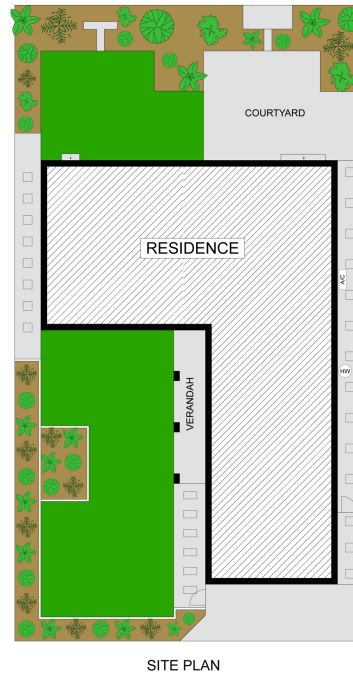 COURTYARD
RESIDENCE
A/C
HW
VERANDAH
SITE PLAN